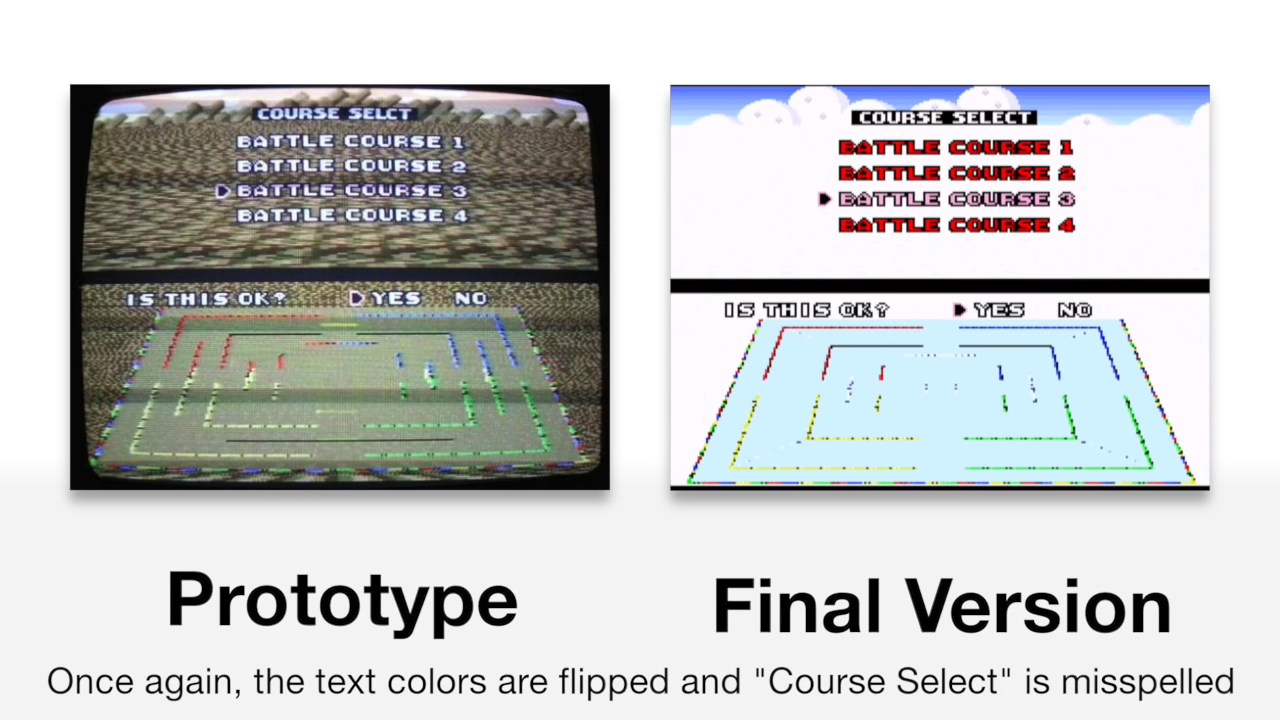 COURSE SELCT
BATTLE COURSE 1
BATTLE COURSE 2
BATTLE COURSE 3
BATTLE COURSE 4
IS THIS OK? YES NO
COURSE SELECT
BATTLE COURSE 1
BATTLE COURSE 2
BATTLE COURSE 3
BATTLE COURSE 4
IS THIS OK? YES NO
Prototype
Final Version
Once again, the text colors are flipped and "Course Select" is misspelled